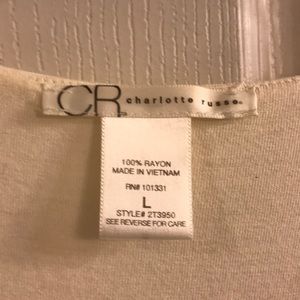 CR charlotte russe
100% RAYON
MADE IN VIETNAM
RN# 101331
L
STYLE# 2T3950
SEE REVERSE FOR CARE